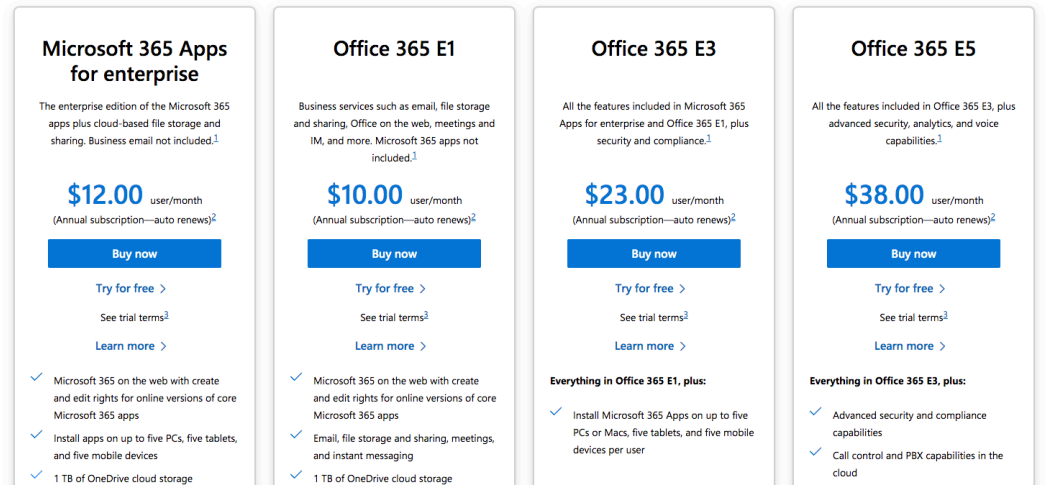 Microsoft 365 Apps
for enterprise
The enterprise edition of the Microsoft 365
apps plus cloud-based file storage and
sharing. Business email not included.1
$12.00 user/month
(Annual subscription—auto renews)2
Buy now
Try for free >
See trial terms3
Learn more >
Microsoft 365 on the web with create
and edit rights for online versions of core
Microsoft 365 apps
Install apps on up to five PCs, five tablets,
and five mobile devices
1 TB of OneDrive cloud storage
Office 365 E1
Business services such as email, file storage
and sharing, Office on the web, meetings and
IM, and more. Microsoft 365 apps not
included.1
$10.00 user/month
(Annual subscription—auto renews)2
Buy now
Try for free >
See trial terms3
Learn more >
Microsoft 365 on the web with create
and edit rights for online versions of core
Microsoft 365 apps
Email, file storage and sharing, meetings,
and instant messaging
1 TB of OneDrive cloud storage
Office 365 E3
All the features included in Microsoft 365
Apps for enterprise and Office 365 E1, plus
security and compliance.1
$23.00 user/month
(Annual subscription—auto renews)2
Buy now
Try for free >
See trial terms3
Learn more >
Everything in Office 365 E1, plus:
Install Microsoft 365 Apps on up to five
PCs or Macs, five tablets, and five mobile
devices per user
Office 365 E5
All the features included in Office 365 E3, plus
advanced security, analytics, and voice
capabilities.1
$38.00 user/month
(Annual subscription—auto renews)2
Buy now
Try for free >
See trial terms3
Learn more >
Everything in Office 365 E3, plus:
Advanced security and compliance
capabilities
Call control and PBX capabilities in the
cloud